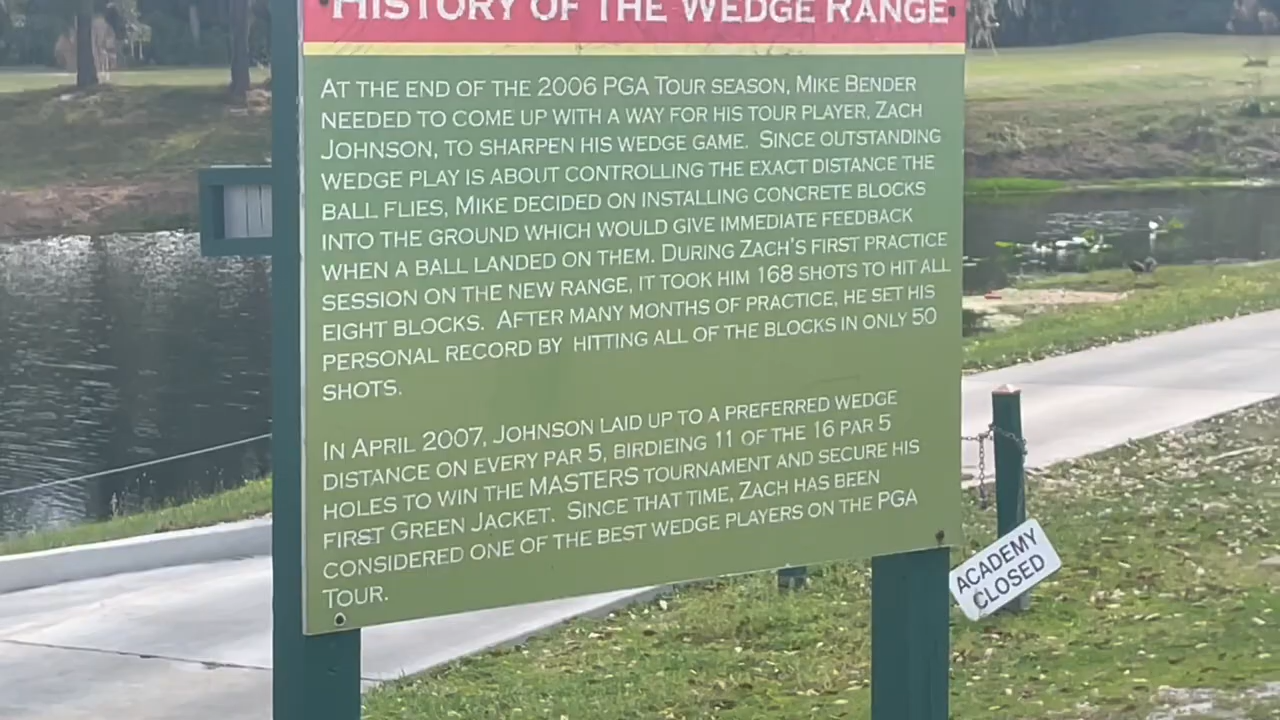 HISTORY OF THE WEDGE RANGE
AT THE END OF THE 2006 PGA TOUR SEASON, MIKE BENDER
NEEDED TO COME UP WITH A WAY FOR HIS TOUR PLAYER, ZACH
JOHNSON, TO SHARPEN HIS WEDGE GAME. SINCE OUTSTANDING
WEDGE PLAY IS ABOUT CONTROLLING THE EXACT DISTANCE THE
BALL FLIES, MIKE DECIDED ON INSTALLING CONCRETE BLOCKS
INTO THE GROUND WHICH WOULD GIVE IMMEDIATE FEEDBACK
WHEN A BALL LANDED ON THEM. DURING ZACH'S FIRST PRACTICE
SESSION ON THE NEW RANGE, IT TOOK HIM 168 SHOTS TO HIT ALL
EIGHT BLOCKS. AFTER MANY MONTHS OF PRACTICE, HE SET HIS
PERSONAL RECORD BY HITTING ALL OF THE BLOCKS IN ONLY 50
SHOTS.
IN APRIL 2007, JOHNSON LAID UP TO A PREFERRED WEDGE
DISTANCE ON EVERY PAR 5, BIRDIEING 11 OF THE 16 PAR 5
HOLES TO WIN THE MASTERS TOURNAMENT AND SECURE HIS
FIRST GREEN JACKET. SINCE THAT TIME, ZACH HAS BEEN
CONSIDERED ONE OF THE BEST WEDGE PLAYERS ON THE PGA
TOUR.
ACADEMY
CLOSED